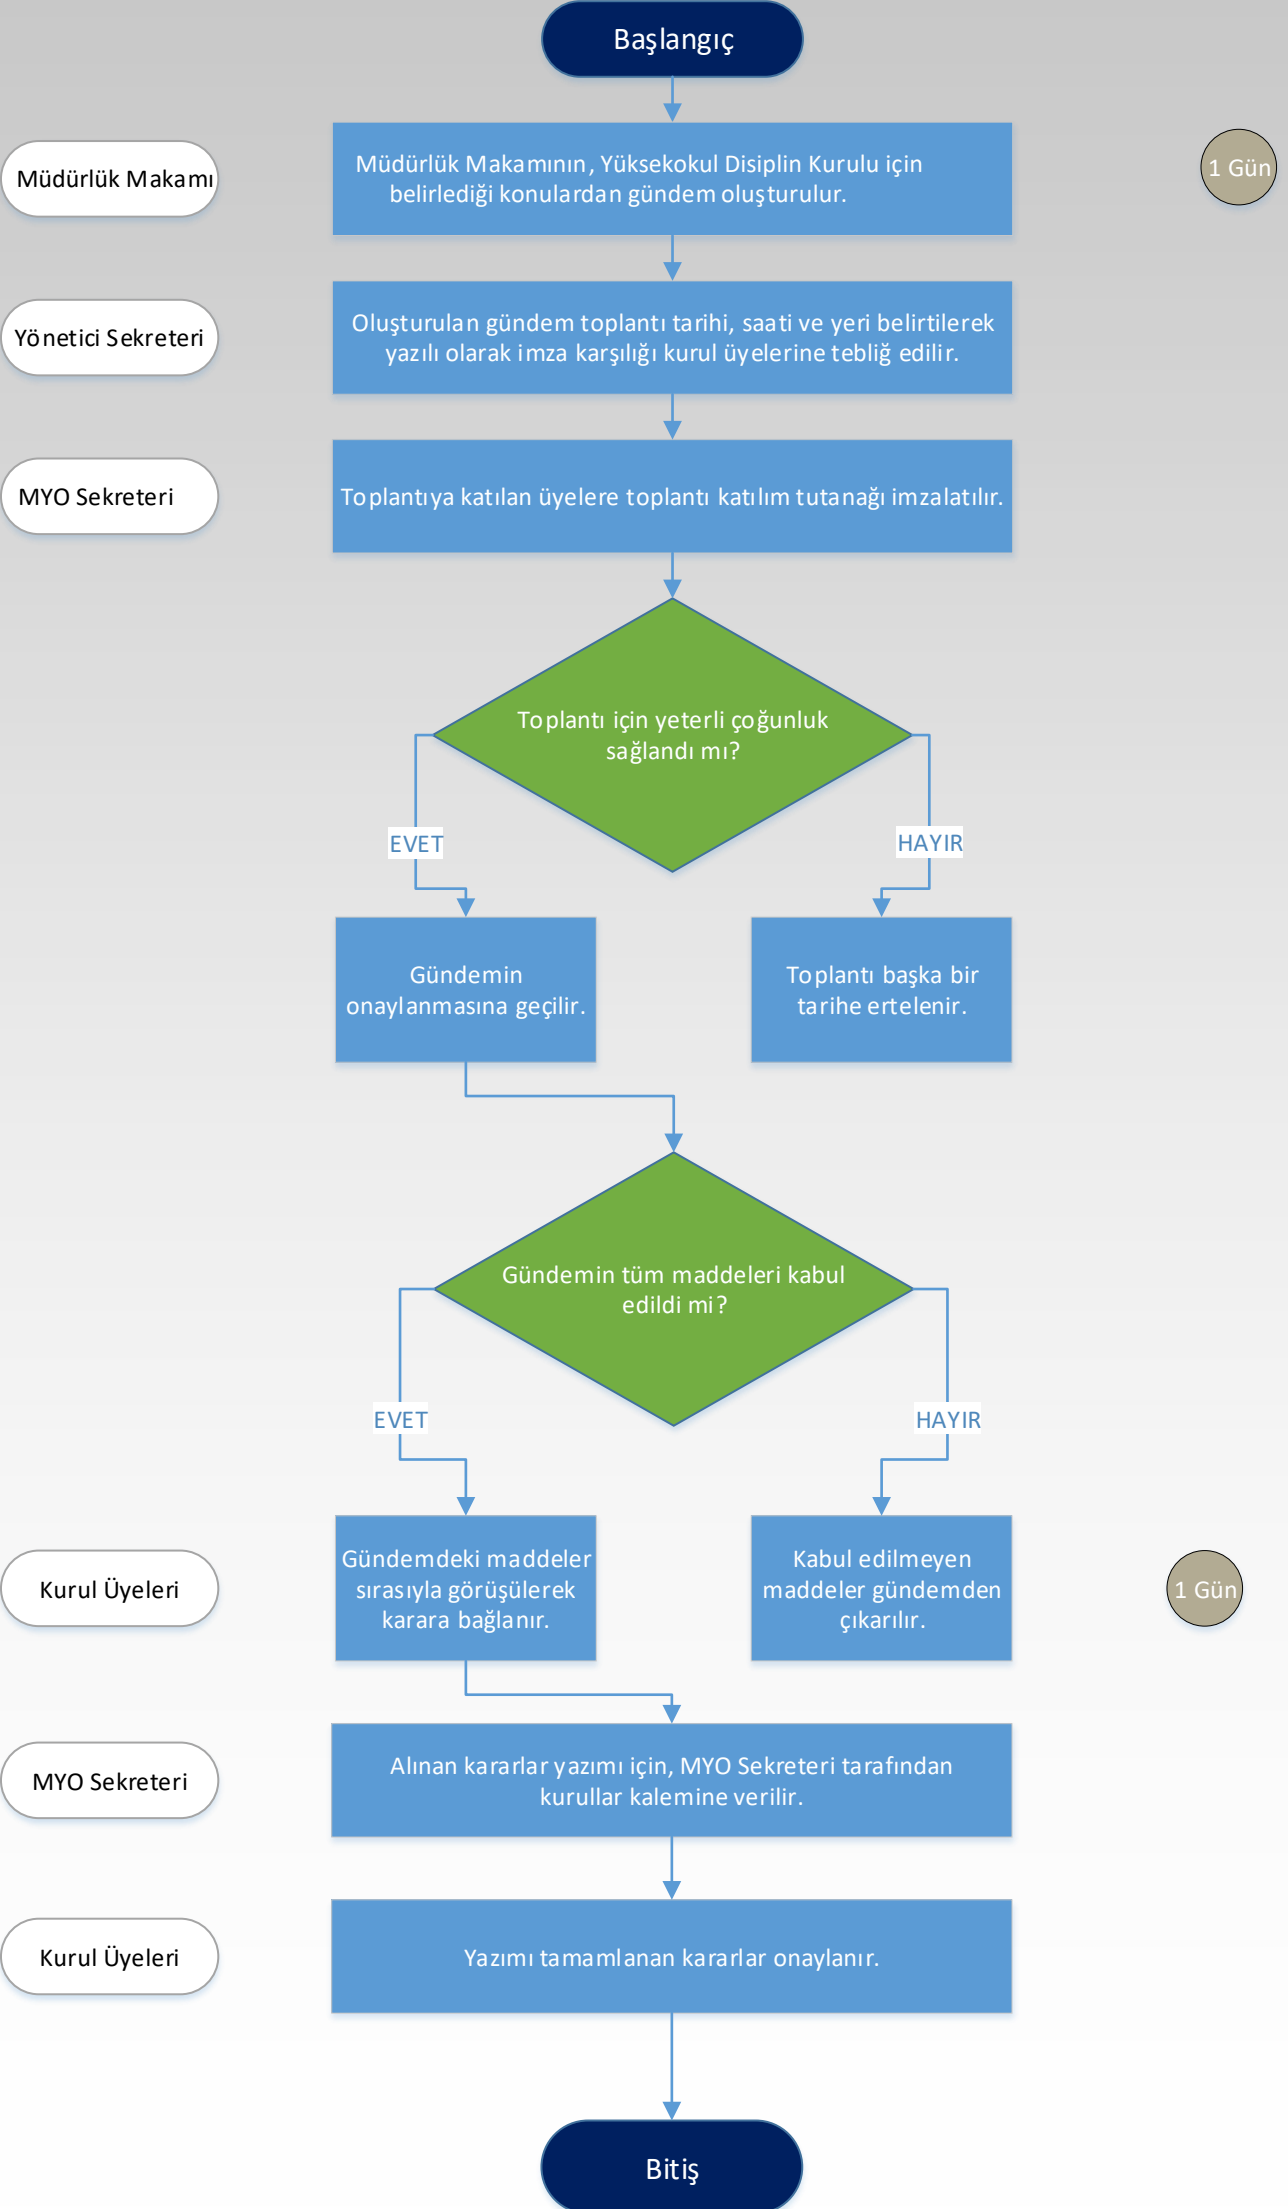 Başlangıç
Müdürlük Makamı
Müdürlük Makamının, Yüksekokul Disiplin Kurulu için
belirlediği konulardan gündem oluşturulur.
1 Gün
Yönetici Sekreteri
Oluşturulan gündem toplantı tarihi, saati ve yeri belirtilerek
yazılı olarak imza karşılığı kurul üyelerine tebliğ edilir.
MYO Sekreteri
Toplantıya katılan üyelere toplantı katılım tutanağı imzalatılır.
Toplantı için yeterli çoğunluk
sağlandı mı?
EVET
HAYIR
Gündemin
onaylanmasına geçilir.
Toplantı başka bir
tarihe ertelenir.
Gündemin tüm maddeleri kabul
edildi mi?
EVET
HAYIR
Kurul Üyeleri
Gündemdeki maddeler
sırasıyla görüşülerek
karara bağlanır.
Kabul edilmeyen
maddeler gündemden
çıkarılır.
1 Gün
MYO Sekreteri
Alınan kararlar yazımı için, MYO Sekreteri tarafından
kurullar kalemine verilir.
Kurul Üyeleri
Yazımı tamamlanan kararlar onaylanır.
Bitiş